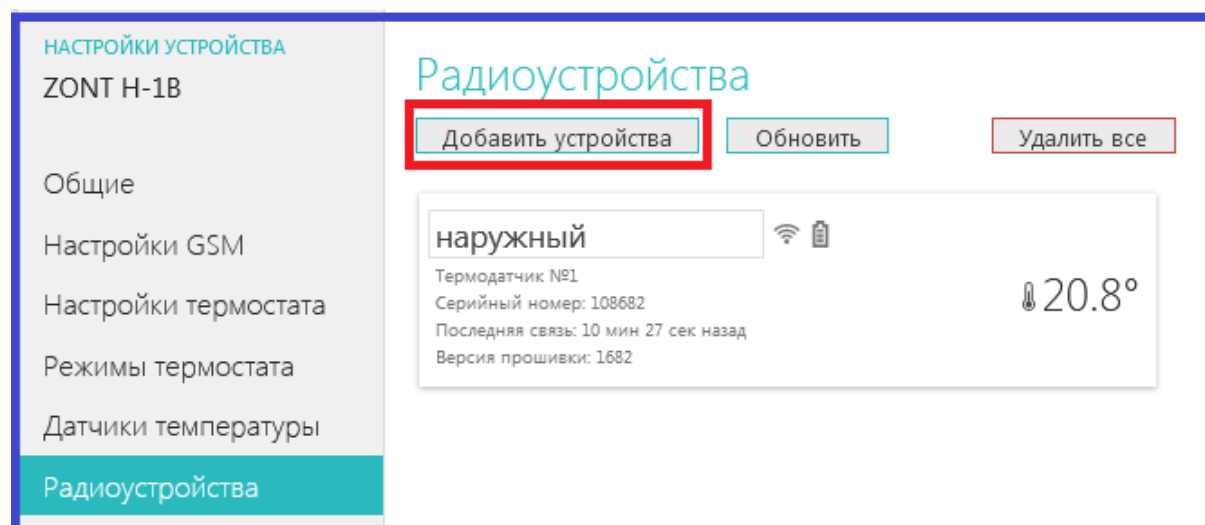 НАСТРОЙКИ УСТРОЙСТВА
ZONT H-1B
Общие
Настройки GSM
Настройки термостата
Режимы термостата
Датчики температуры
Радиоустройства
Радиоустройства
Добавить устройства
Обновить
Удалить все
наружный
Термодатчик №1
Серийный номер: 108682
Последняя связь: 10 мин 27 сек назад
Версия прошивки: 1682
20.8°